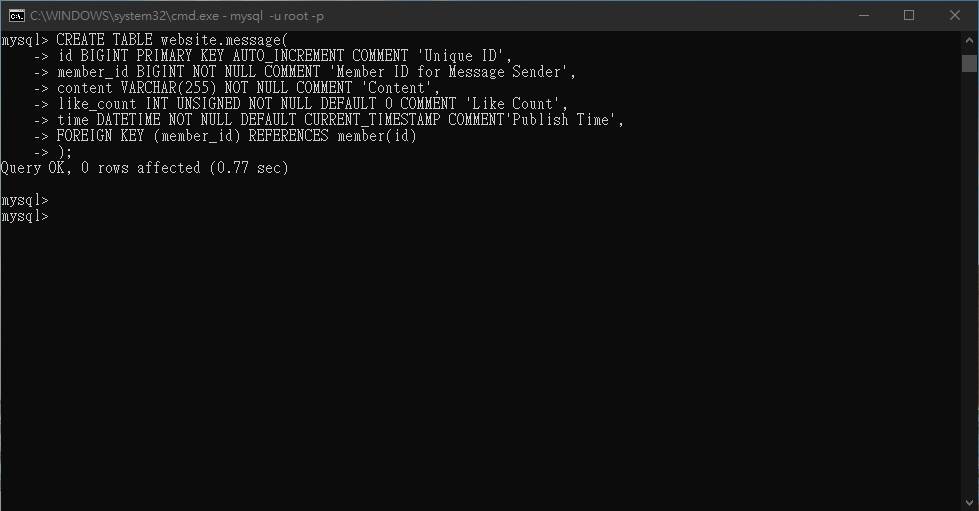 C:\WINDOWS\system32\cmd.exe - mysql  -u root -p
mysql> CREATE TABLE website.message(
    -> id BIGINT PRIMARY KEY AUTO_INCREMENT COMMENT 'Unique ID',
    -> member_id BIGINT NOT NULL COMMENT 'Member ID for Message Sender',
    -> content VARCHAR(255) NOT NULL COMMENT 'Content',
    -> like_count INT UNSIGNED NOT NULL DEFAULT 0 COMMENT 'Like Count',
    -> time DATETIME NOT NULL DEFAULT CURRENT_TIMESTAMP COMMENT'Publish Time',
    -> FOREIGN KEY (member_id) REFERENCES member(id)
    -> );
Query OK, 0 rows affected (0.77 sec)
mysql>
mysql>